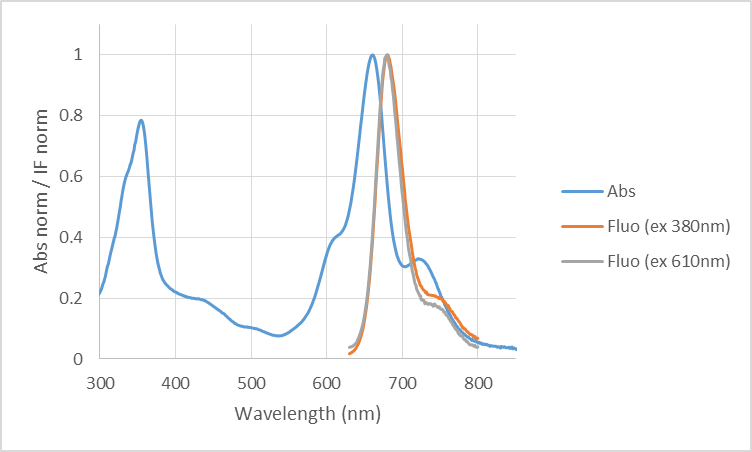 Abs norm / IF norm
1
0.8
0.6
0.4
0.2
0
300 400 500 600 700 800
Wavelength (nm)
Abs
Fluo (ex 380nm)
Fluo (ex 610nm)